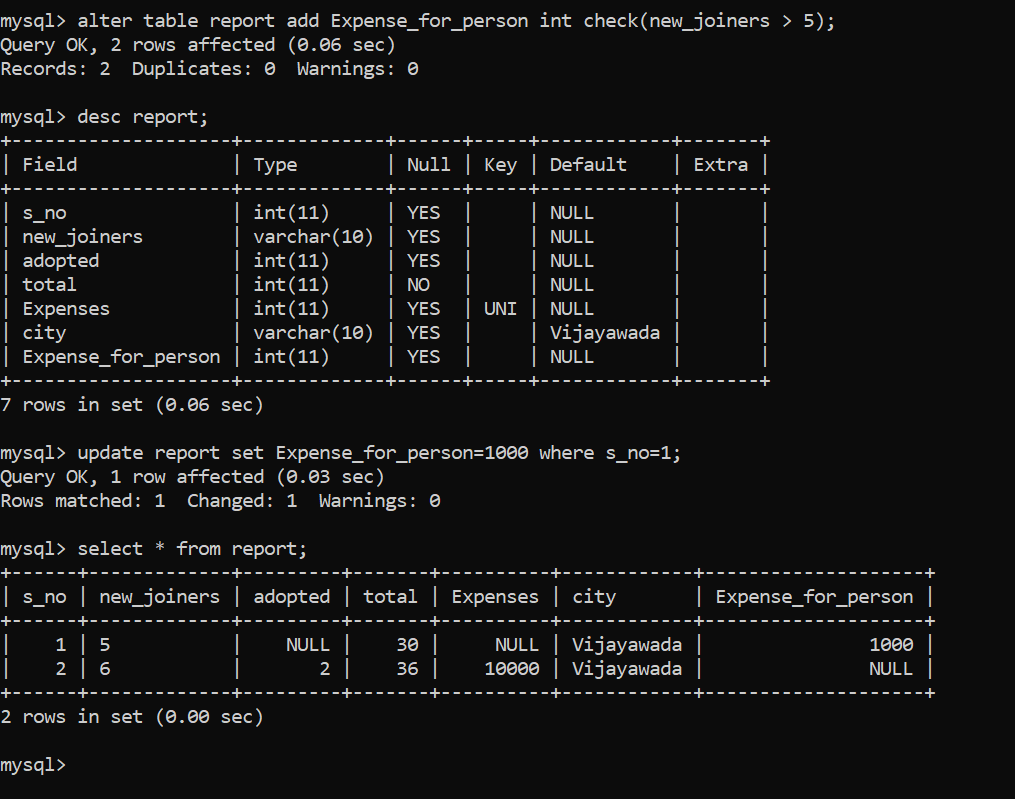 mysql> alter table report add Expense_for_person int check(new_joiners > 5);
Query OK, 2 rows affected (0.06 sec)
Records: 2  Duplicates: 0  Warnings: 0

mysql> desc report;
+--------------------+-------------+------+-----+------------+-------+
| Field              | Type        | Null | Key | Default    | Extra |
+--------------------+-------------+------+-----+------------+-------+
| s_no               | int(11)     | YES  |     | NULL       |       |
| new_joiners        | varchar(10) | YES  |     | NULL       |       |
| adopted            | int(11)     | YES  |     | NULL       |       |
| total              | int(11)     | NO   |     | NULL       |       |
| Expenses           | int(11)     | YES  | UNI | NULL       |       |
| city               | varchar(10) | YES  |     | Vijayawada |       |
| Expense_for_person | int(11)     | YES  |     | NULL       |       |
+--------------------+-------------+------+-----+------------+-------+
7 rows in set (0.06 sec)

mysql> update report set Expense_for_person=1000 where s_no=1;
Query OK, 1 row affected (0.03 sec)
Rows matched: 1  Changed: 1  Warnings: 0

mysql> select * from report;
+------+-------------+---------+-------+----------+------------+--------------------+
| s_no | new_joiners | adopted | total | Expenses | city       | Expense_for_person |
+------+-------------+---------+-------+----------+------------+--------------------+
|    1 | 5           |    NULL |    30 |     NULL | Vijayawada |               1000 |
|    2 | 6           |       2 |    36 |    10000 | Vijayawada |               NULL |
+------+-------------+---------+-------+----------+------------+--------------------+
2 rows in set (0.00 sec)

mysql>